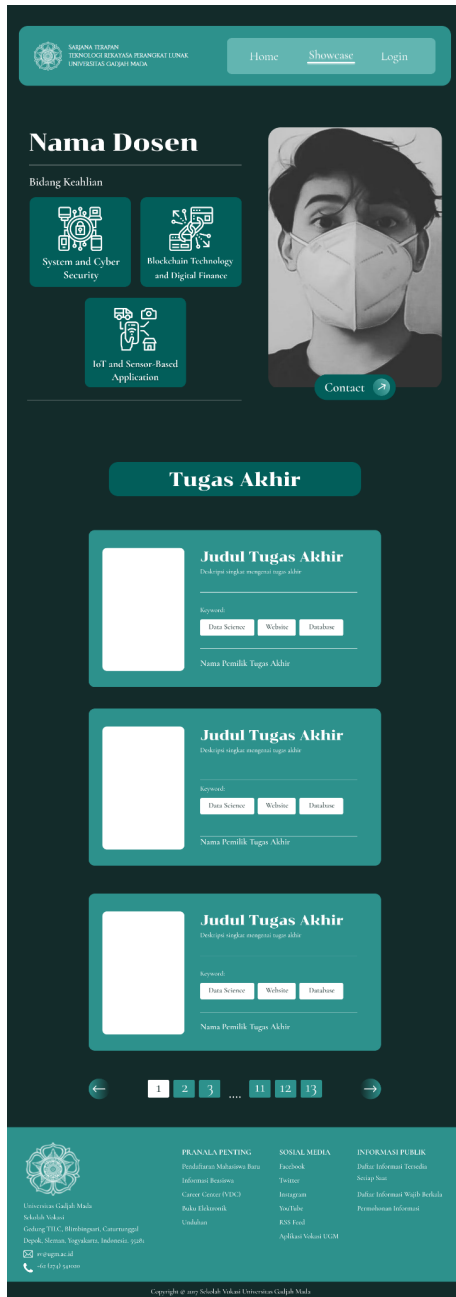 SARJANA TERAPAN
TEKNOLOGI REKAYASA PERANGKAT LUNAK
UNIVERSITAS GADJAH MADA
Home
Showcase
Login
Nama Dosen
Bidang Keahlian
System and Cyber
Security
Blockchain Technology
and Digital Finance
IoT and Sensor-Based
Application
Contact
Tugas Akhir
Judul Tugas Akhir
Deskripsi singkat mengenai tugas akhir
Keyword:
Data Science
Website
Database
Nama Pemilik Tugas Akhir
Judul Tugas Akhir
Deskripsi singkat mengenai tugas akhir
Keyword:
Data Science
Website
Database
Nama Pemilik Tugas Akhir
Judul Tugas Akhir
Deskripsi singkat mengenai tugas akhir
Keyword:
Data Science
Website
Database
Nama Pemilik Tugas Akhir
1 2 3 .... 11 12 13
Universitas Gadjah Mada
Sekolah Vokasi
Gedung TILC, Blimbingsari, Caturtunggal
Depok, Sleman, Yogyakarta, Indonesia, 55281
sv@ugm.ac.id
+62 (274) 541020
PRANALA PENTING
Pendaftaran Mahasiswa Baru
Informasi Beasiswa
Career Center (VDC)
Buku Elektronik
Unduhan
SOSIAL MEDIA
Facebook
Twitter
Instagram
YouTube
RSS Feed
Aplikasi Vokasi UGM
INFORMASI PUBLIK
Daftar Informasi Tersedia
Setiap Saat
Daftar Informasi Wajib Berkala
Permohonan Informasi
Copyright @ 2017 Sekolah Vokasi Universitas Gadjah Mada